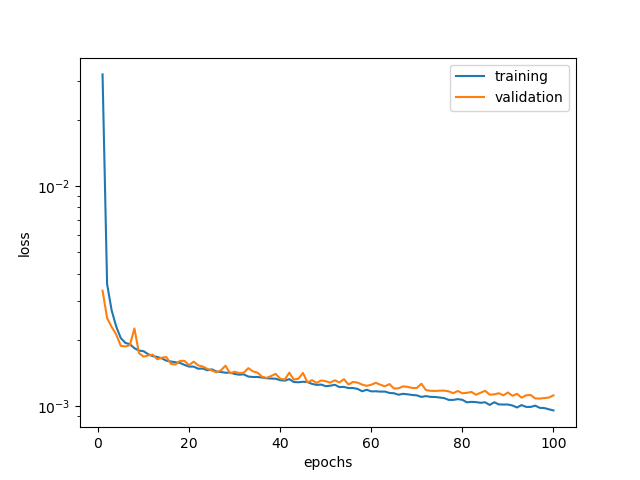 training
validation
10⁻²
10⁻³
loss
0 20 40 60 80 100
epochs